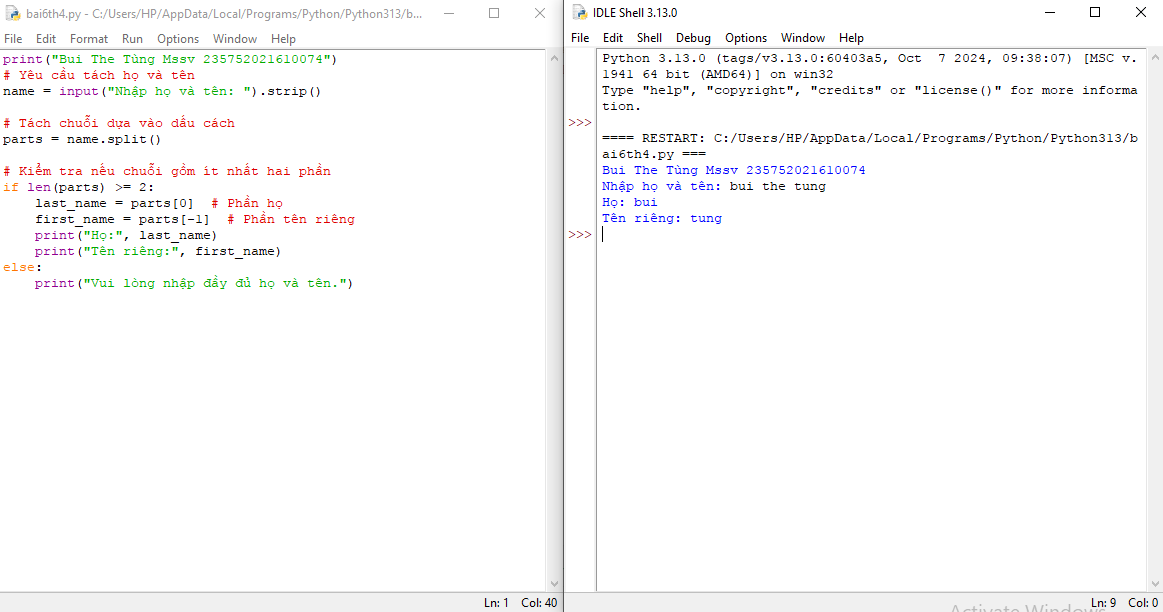 bai6th4.py - C:/Users/HP/AppData/Local/Programs/Python/Python313/b...
File Edit Format Run Options Window Help
print("Bui The Tùng Mssv 235752021610074")
# Yêu cầu tách họ và tên
name = input("Nhập họ và tên: ").strip()
# Tách chuỗi dựa vào dấu cách
parts = name.split()
# Kiểm tra nếu chuỗi gồm ít nhất hai phần
if len(parts) >= 2:
    last_name = parts[0]  # Phần họ
    first_name = parts[-1]  # Phần tên riêng
    print("Họ:", last_name)
    print("Tên riêng:", first_name)
else:
    print("Vui lòng nhập đầy đủ họ và tên.")
Ln: 1 Col: 40
IDLE Shell 3.13.0
File Edit Shell Debug Options Window Help
Python 3.13.0 (tags/v3.13.0:60403a5, Oct  7 2024, 09:38:07) [MSC v.
1941 64 bit (AMD64)] on win32
Type "help", "copyright", "credits" or "license()" for more informa
tion.
>>>
==== RESTART: C:/Users/HP/AppData/Local/Programs/Python/Python313/b
ai6th4.py ===
Bui The Tùng Mssv 235752021610074
Nhập họ và tên: bui the tung
Họ: bui
Tên riêng: tung
>>>
Activate Windows
Ln: 9 Col: 0